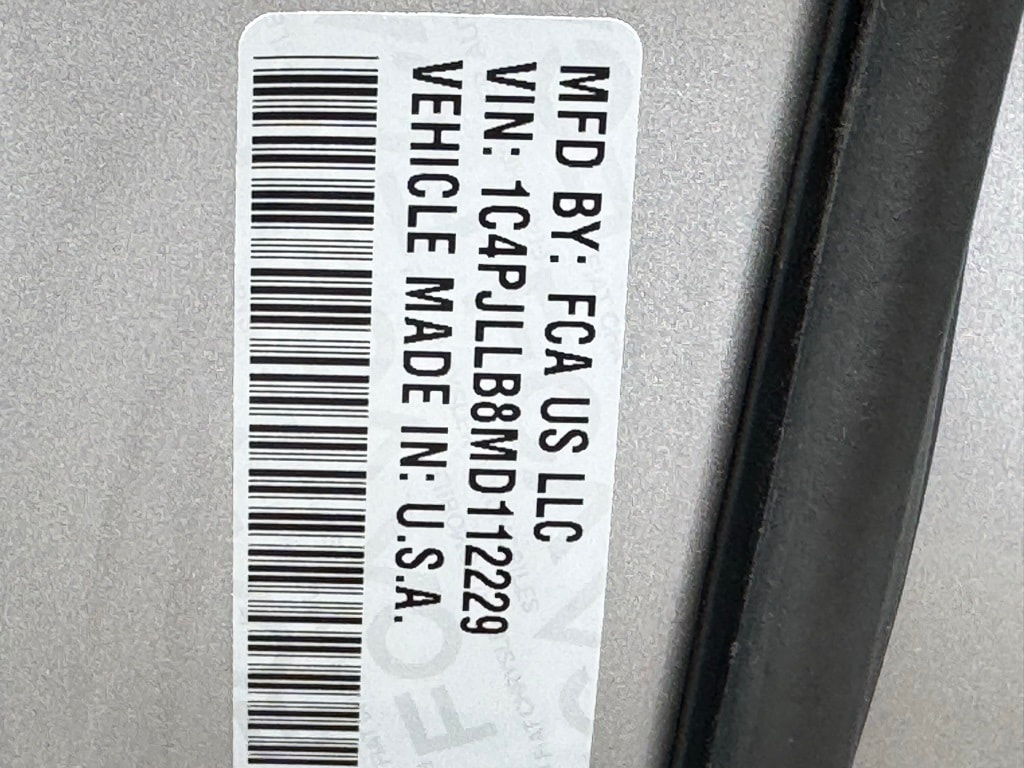 MFD BY: FCA US LLC
VIN: 1C4PJLLB8MD112229
VEHICLE MADE IN: U.S.A.